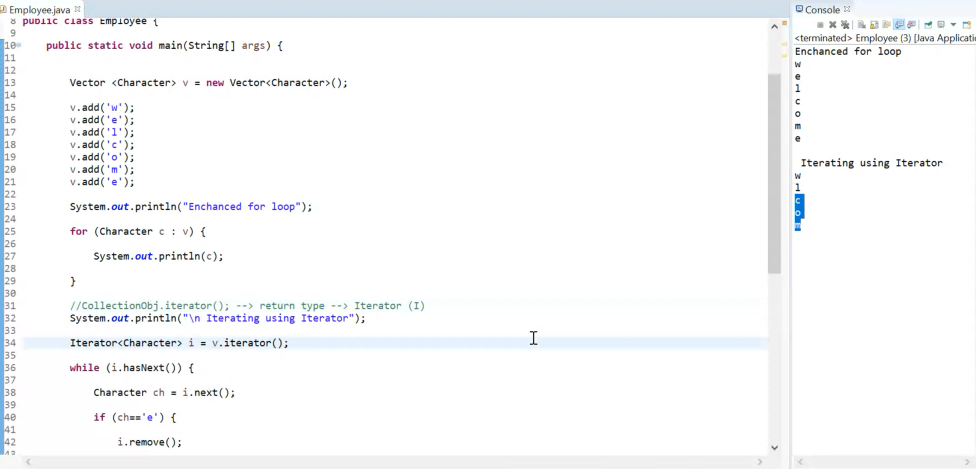 Employee.java
8 public class Employee {
9
10 public static void main(String[] args) {
11
12
13 Vector <Character> v = new Vector<Character>();
14
15 v.add('w');
16 v.add('e');
17 v.add('l');
18 v.add('c');
19 v.add('o');
20 v.add('m');
21 v.add('e');
22
23 System.out.println("Enchanced for loop");
24
25 for (Character c : v) {
26
27 System.out.println(c);
28
29 }
30
31 //CollectionObj.iterator(); --> return type --> Iterator (I)
32 System.out.println("\n Iterating using Iterator");
33
34 Iterator<Character> i = v.iterator();
35
36 while (i.hasNext()) {
37
38 Character ch = i.next();
39
40 if (ch=='e') {
41
42 i.remove();
Console
<terminated> Employee (3) [Java Applicati
Enchanced for loop
w
e
l
c
o
m
e
Iterating using Iterator
w
l
c
o
m